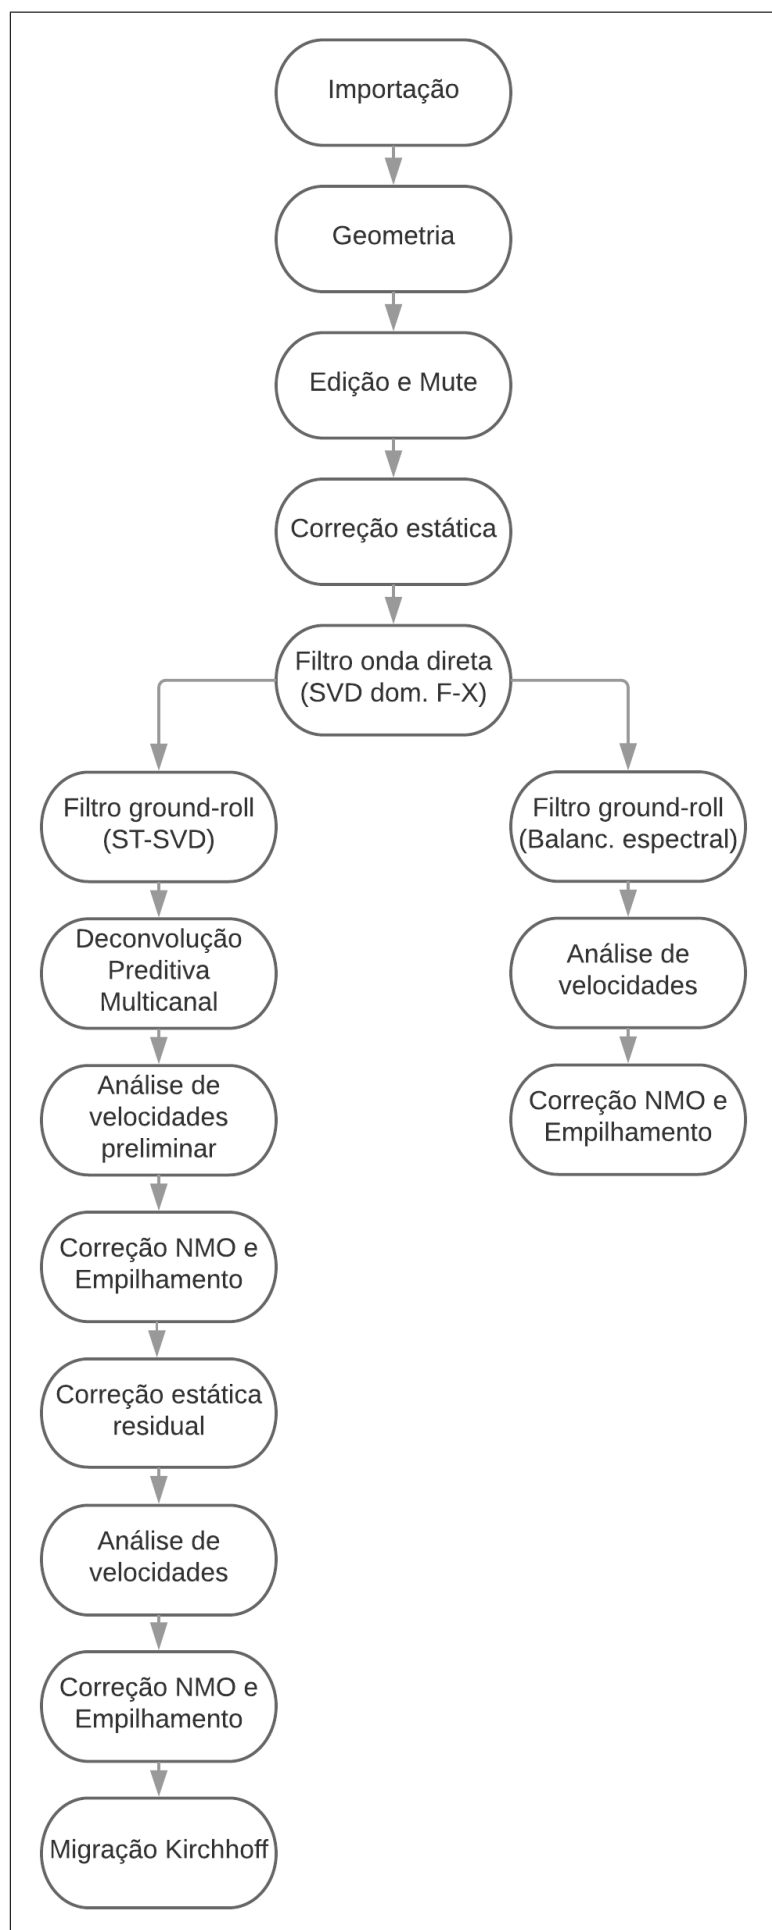 Importação
Geometria
Edição e Mute
Correção estática
Filtro onda direta
(SVD dom. F-X)
Filtro ground-roll
(ST-SVD)
Deconvolução
Preditiva
Multicanal
Análise de
velocidades
preliminar
Correção NMO e
Empilhamento
Correção estática
residual
Análise de
velocidades
Correção NMO e
Empilhamento
Migração Kirchhoff
Filtro ground-roll
(Balanc. espectral)
Análise de
velocidades
Correção NMO e
Empilhamento